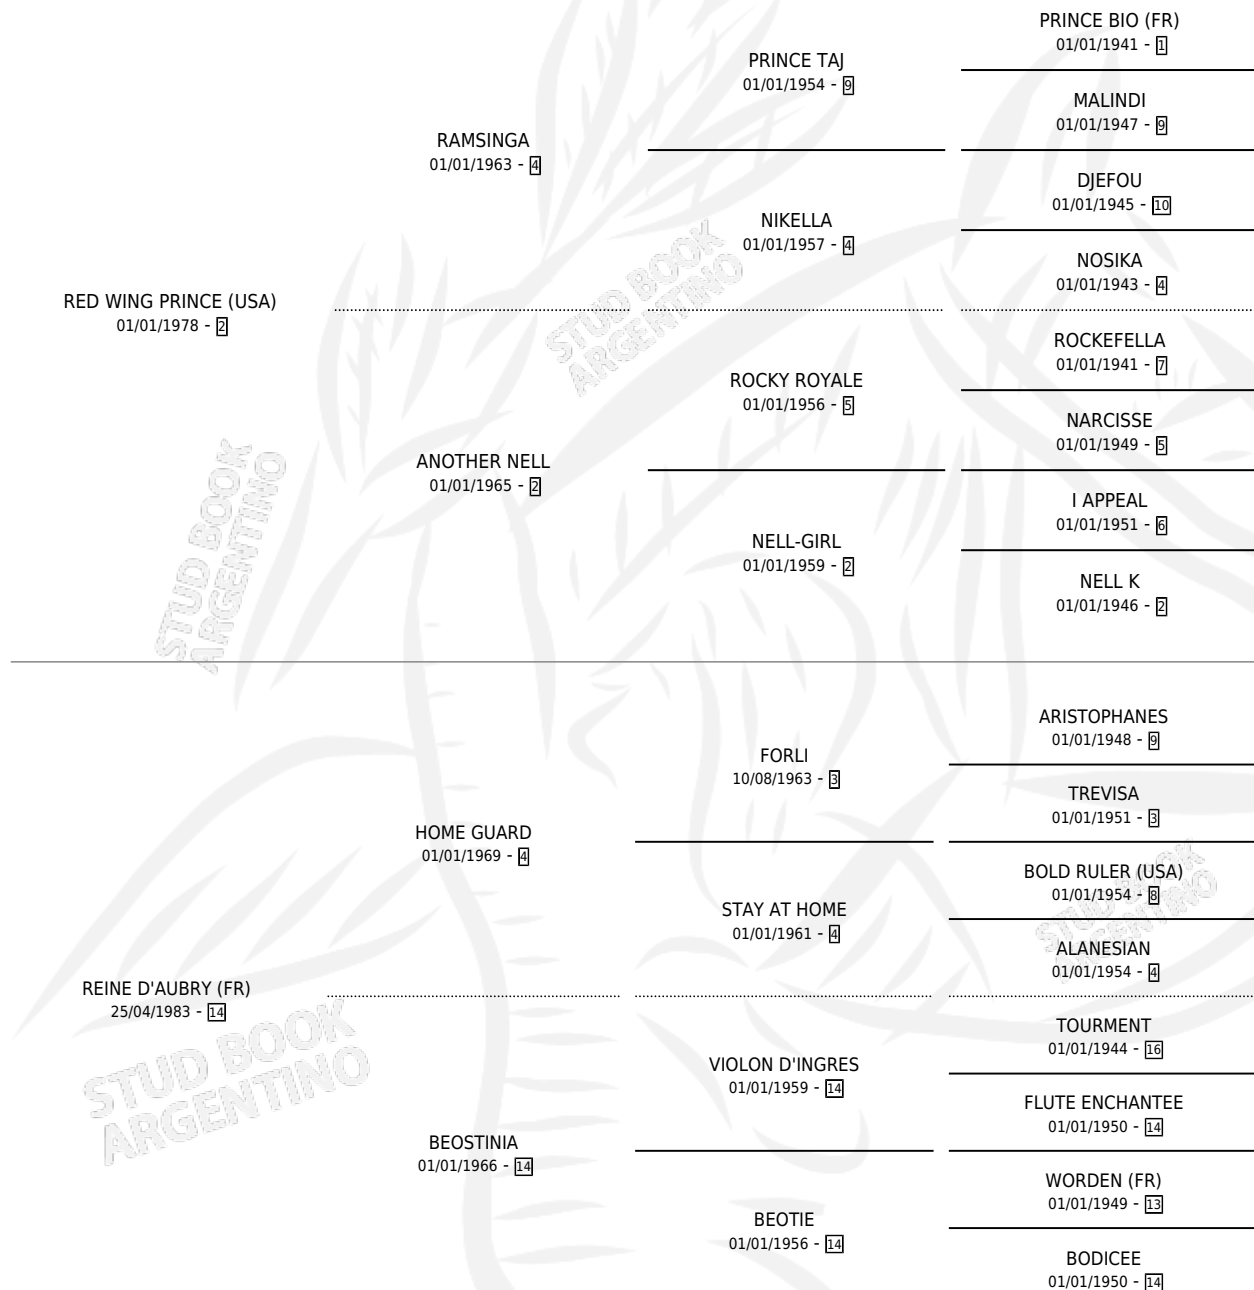 PRINCE BIO (FR)
01/01/1941 - 1
PRINCE TAJ
01/01/1954 - 9
MALINDI
01/01/1947 - 9
RAMSINGA
01/01/1963 - 4
DJEFOU
01/01/1945 - 10
NIKELLA
01/01/1957 - 4
NOSIKA
01/01/1943 - 4
RED WING PRINCE (USA)
01/01/1978 - 2
ROCKEFELLA
01/01/1941 - 7
ROCKY ROYALE
01/01/1956 - 5
NARCISSE
01/01/1949 - 5
ANOTHER NELL
01/01/1965 - 2
I APPEAL
01/01/1951 - 6
NELL-GIRL
01/01/1959 - 2
NELL K
01/01/1946 - 2
ARISTOPHANES
01/01/1948 - 9
FORLI
10/08/1963 - 3
TREVISA
01/01/1951 - 3
HOME GUARD
01/01/1969 - 4
BOLD RULER (USA)
01/01/1954 - 8
STAY AT HOME
01/01/1961 - 4
ALANESIAN
01/01/1954 - 4
REINE D'AUBRY (FR)
25/04/1983 - 14
TOURMENT
01/01/1944 - 16
VIOLON D'INGRES
01/01/1959 - 14
FLUTE ENCHANTEE
01/01/1950 - 14
BEOSTINIA
01/01/1966 - 14
WORDEN (FR)
01/01/1949 - 13
BEOTIE
01/01/1956 - 14
BODICEE
01/01/1950 - 14
STUD BOOK
ARGENTINO
STUD BOOK
ARGENTINO
STUD BOOK
ARGENTINO
STUD BOOK
ARGENTINO